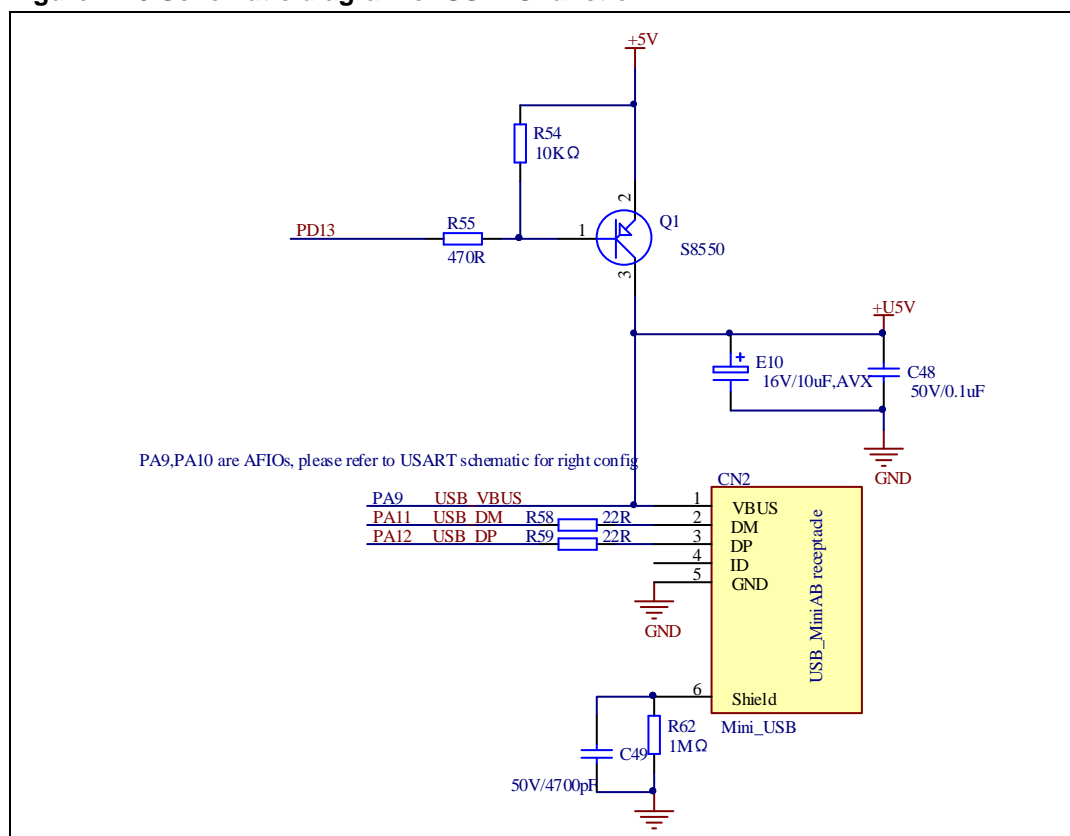 +5V
R54
10KΩ
2
Q1
PD13
R55
1
470R
S8550
3
+U5V
E10
16V/10uF,AVX
C48
50V/0.1uF
PA9,PA10 are AFIOs, please refer to USART schematic for right config
GND
CN2
PA9 USB_VBUS
1
VBUS
PA11 USB_DM
R58
22R
2
DM
PA12 USB_DP
R59
22R
3
DP
4
ID
5
GND
GND
USB_MiniAB receptacle
6
Shield
R62
1MΩ
Mini_USB
C49
50V/4700pF